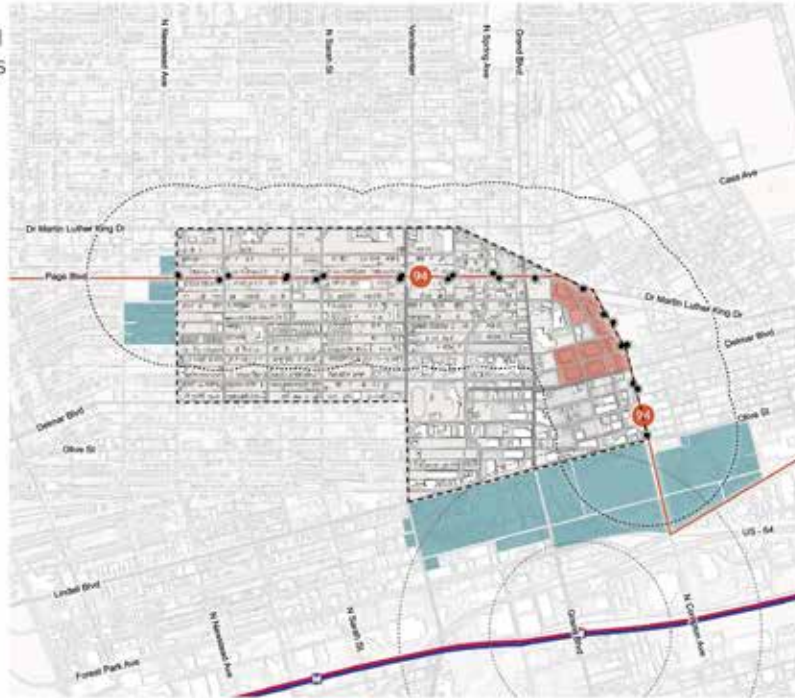 N Newstead Ave
N Sarah St
Vandeventer
N Spring Ave
Grand Blvd
Cass Ave
Dr Martin Luther King Dr
Page Blvd
94
Dr Martin Luther King Dr
Delmar Blvd
Delmar Blvd
94
Olive St
Olive St
US - 64
Lindell Blvd
N Newstead Ave
N Sarah St
Grand Blvd
N Compton Ave
Forest Park Ave